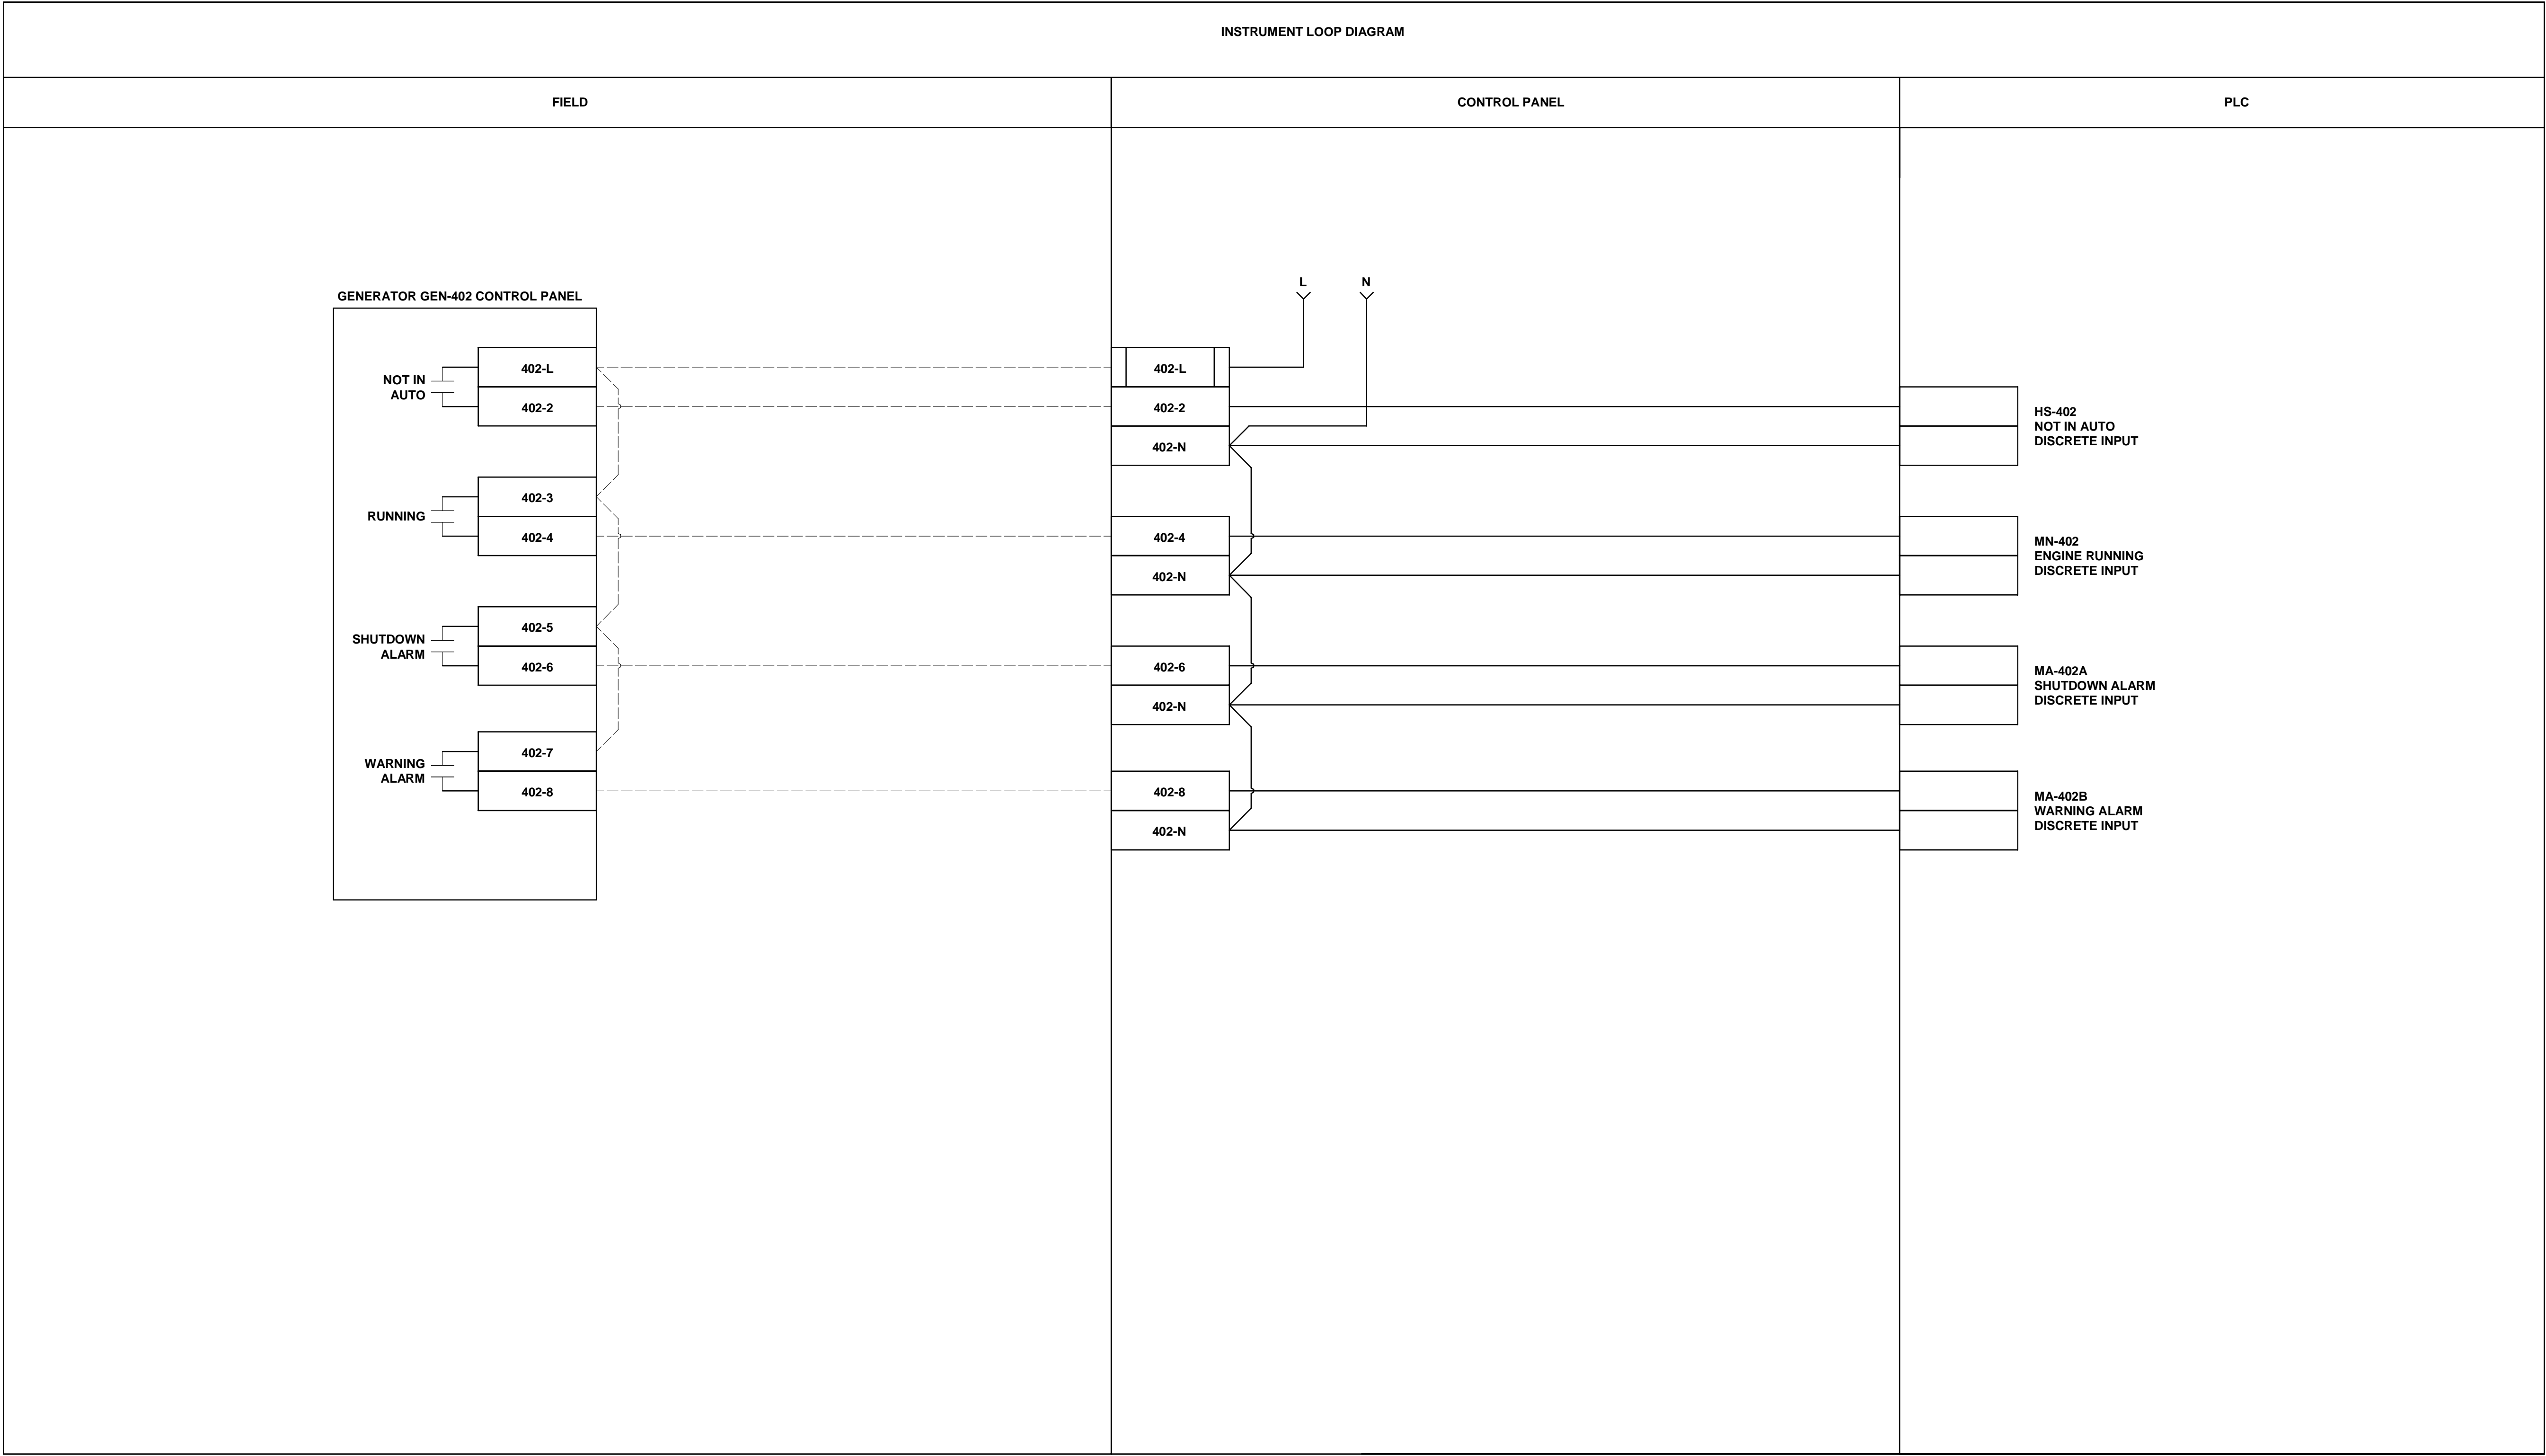 INSTRUMENT LOOP DIAGRAM
FIELD
CONTROL PANEL
PLC
GENERATOR GEN-402 CONTROL PANEL
NOT IN
AUTO
402-L
402-2
RUNNING
402-3
402-4
SHUTDOWN
ALARM
402-5
402-6
WARNING
ALARM
402-7
402-8
L
N
402-L
402-2
402-N
402-4
402-N
402-6
402-N
402-8
402-N
HS-402
NOT IN AUTO
DISCRETE INPUT
MN-402
ENGINE RUNNING
DISCRETE INPUT
MA-402A
SHUTDOWN ALARM
DISCRETE INPUT
MA-402B
WARNING ALARM
DISCRETE INPUT